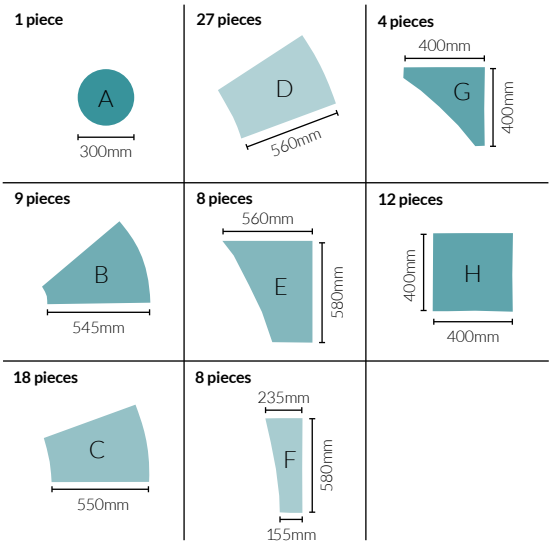 1 piece
A
300mm
27 pieces
D
560mm
4 pieces
400mm
G
400mm
9 pieces
B
545mm
8 pieces
560mm
E
580mm
12 pieces
400mm
H
400mm
18 pieces
C
550mm
8 pieces
235mm
F
580mm
155mm